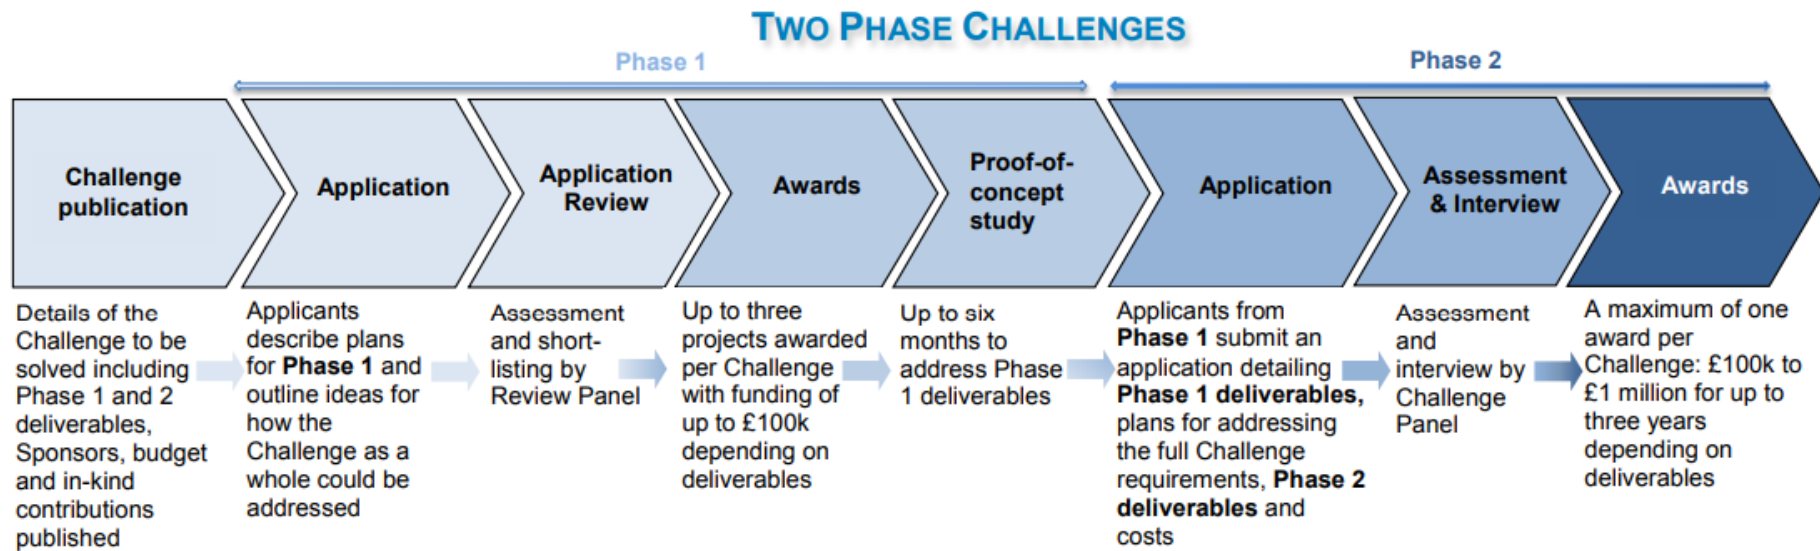 TWO PHASE CHALLENGES
Phase 1
Phase 2
Challenge
publication
Application
Application
Review
Awards
Proof-of-
concept
study
Application
Assessment
& Interview
Awards
Details of the
Challenge to be
solved including
Phase 1 and 2
deliverables,
Sponsors, budget
and in-kind
contributions
published
Applicants
describe plans
for Phase 1 and
outline ideas for
how the
Challenge as a
whole could be
addressed
Assessment
and short-
listing by
Review Panel
Up to three
projects awarded
per Challenge
with funding of
up to £100k
depending on
deliverables
Up to six
months to
address Phase
1 deliverables
Applicants from
Phase 1 submit an
application detailing
Phase 1 deliverables,
plans for addressing
the full Challenge
requirements, Phase 2
deliverables and
costs
Assessment
and
interview by
Challenge
Panel
A maximum of one
award per
Challenge: £100k to
£1 million for up to
three years
depending on
deliverables